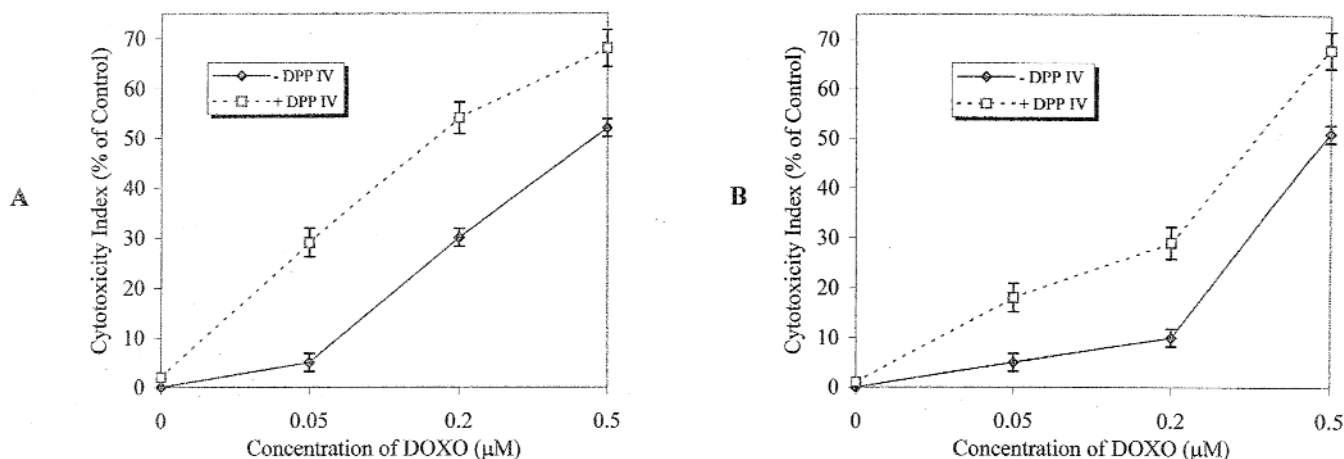 A
Cytotoxicity Index (% of Control)
70
60
50
40
30
20
10
0
- DPP IV
+ DPP IV
0 0.05 0.2 0.5
Concentration of DOXO (µM)
B
Cytotoxicity Index (% of Control)
70
60
50
40
30
20
10
0
- DPP IV
+ DPP IV
0 0.05 0.2 0.5
Concentration of DOXO (µM)